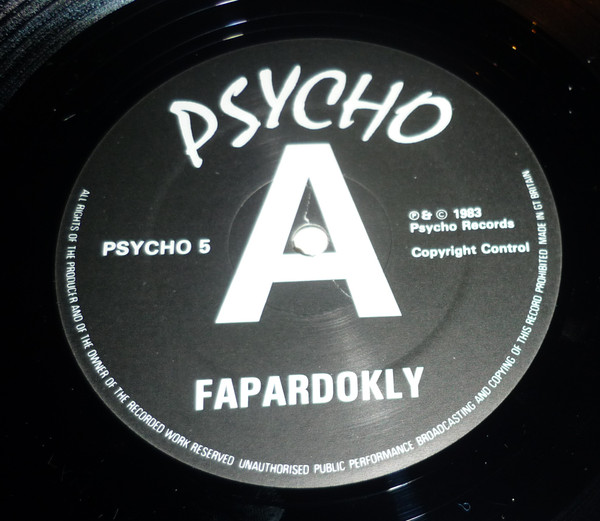 PSYCHO
A
PSYCHO 5
℗ & © 1983
Psycho Records
Copyright Control
FAPARDOKLY
ALL RIGHTS OF THE PRODUCER AND OF THE OWNER OF THE RECORDED WORK RESERVED UNAUTHORISED PUBLIC PERFORMANCE BROADCASTING AND COPYING OF THIS RECORD PROHIBITED MADE IN GT BRITAIN